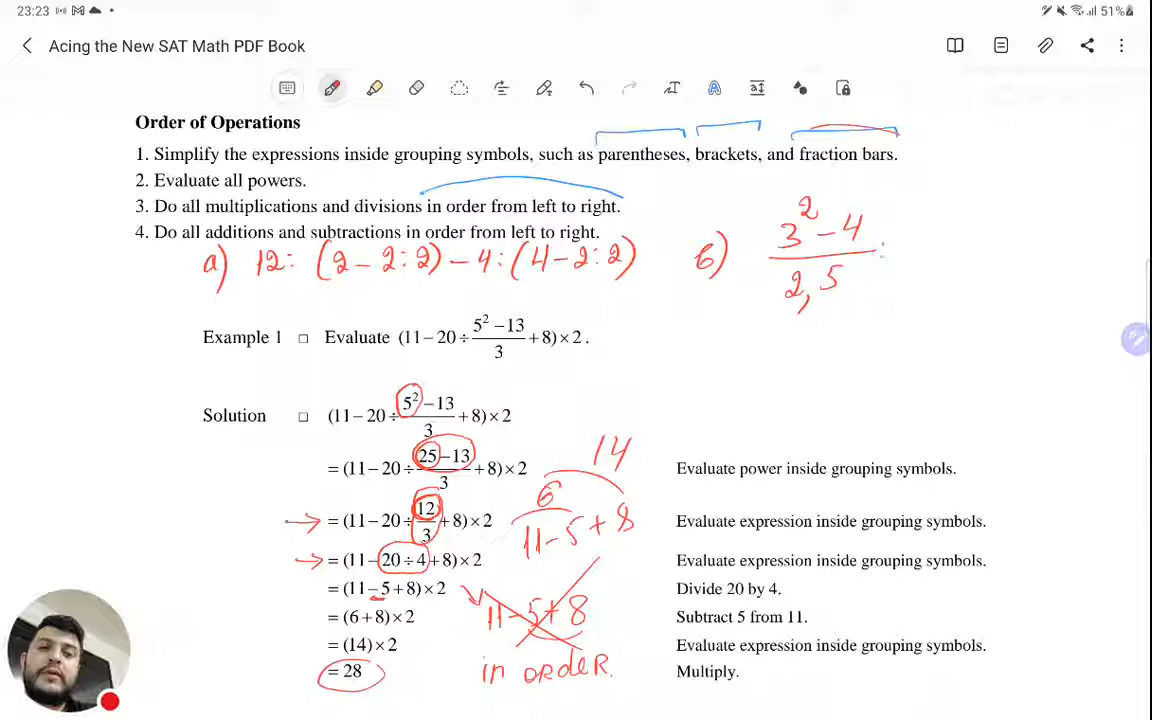 23:23
51%
Acing the New SAT Math PDF Book
Order of Operations
1. Simplify the expressions inside grouping symbols, such as parentheses, brackets, and fraction bars.
2. Evaluate all powers.
3. Do all multiplications and divisions in order from left to right.
4. Do all additions and subtractions in order from left to right.
a) 12 : (2 - 2 : 2) - 4 : (4 - 2 : 2)
б) 3² - 4
2,5
Example 1 □ Evaluate (11 − 20 ÷ (5² − 13)/3 + 8) × 2.
Solution □ (11 − 20 ÷ (5² − 13)/3 + 8) × 2
= (11 − 20 ÷ (25 − 13)/3 + 8) × 2 Evaluate power inside grouping symbols.
14
6
11 - 5 + 8
= (11 − 20 ÷ 12/3 + 8) × 2 Evaluate expression inside grouping symbols.
= (11 − 20 ÷ 4 + 8) × 2 Evaluate expression inside grouping symbols.
= (11 − 5 + 8) × 2 Divide 20 by 4.
11 - 5 + 8
= (6 + 8) × 2 Subtract 5 from 11.
= (14) × 2 Evaluate expression inside grouping symbols.
= 28 Multiply.
in ORdeR.